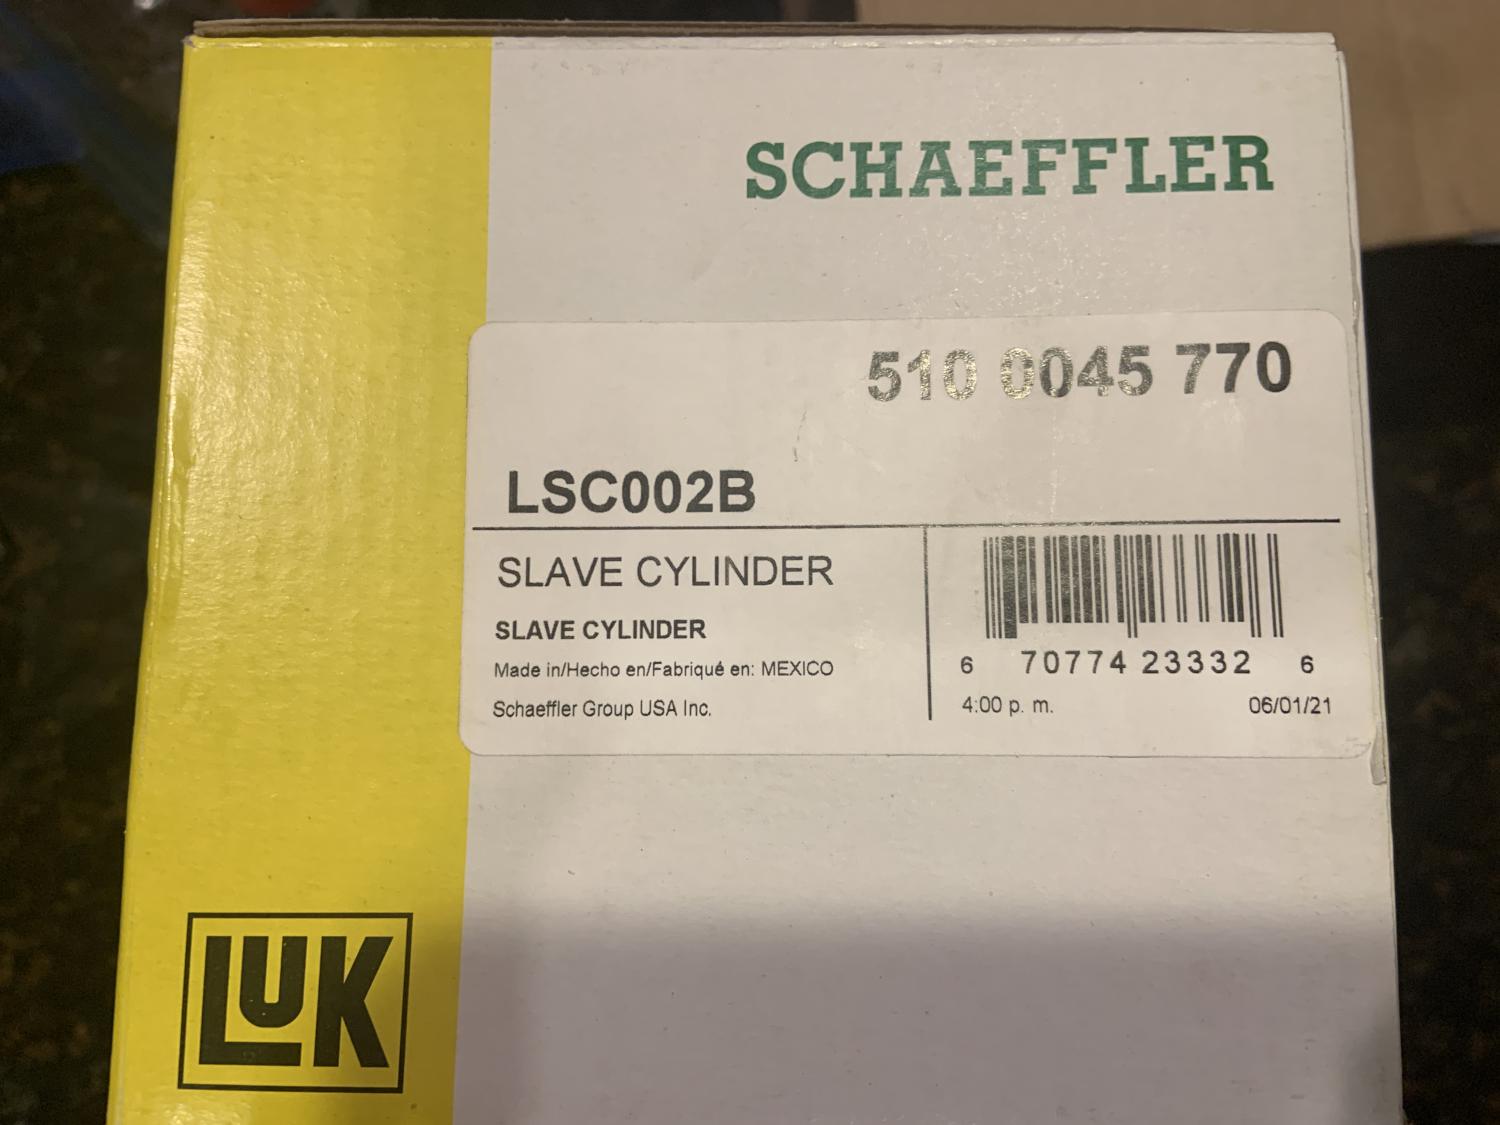 SCHAEFFLER
510 0045 770
LSC002B
SLAVE CYLINDER
SLAVE CYLINDER
Made in/Hecho en/Fabriqué en: MEXICO
Schaeffler Group USA Inc.
6 70774 23332 6
4:00 p. m. 06/01/21
LUK